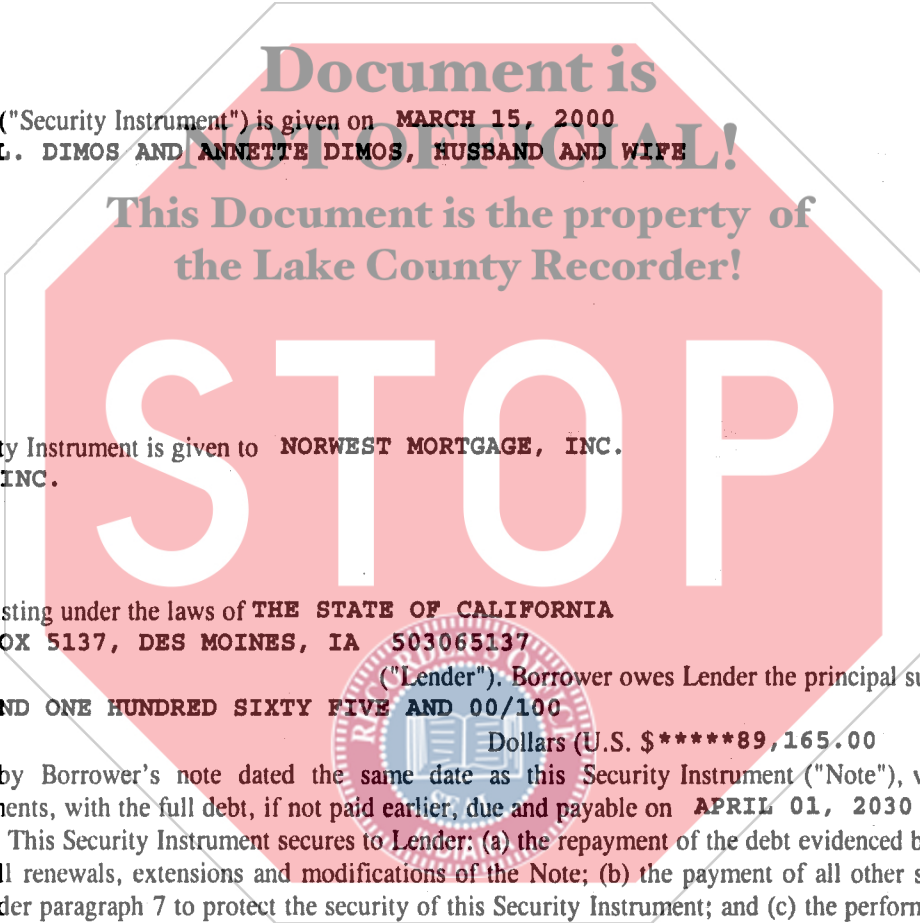 Document is
("Security Instrument") is given on MARCH 15, 2000
NOT OFFICIAL!
L. DIMOS AND ANNETTE DIMOS, HUSBAND AND WIFE
This Document is the property of
the Lake County Recorder!
STOP
ty Instrument is given to NORWEST MORTGAGE, INC.
INC.
sting under the laws of THE STATE OF CALIFORNIA
OX 5137, DES MOINES, IA 503065137
("Lender"). Borrower owes Lender the principal su
ND ONE HUNDRED SIXTY FIVE AND 00/100
Dollars (U.S. $*****89,165.00
RECORDER'S OFFICE
SEAL
INDIANA
by Borrower's note dated the same date as this Security Instrument ("Note"), w
nents, with the full debt, if not paid earlier, due and payable on APRIL 01, 2030
This Security Instrument secures to Lender: (a) the repayment of the debt evidenced b
ll renewals, extensions and modifications of the Note; (b) the payment of all other s
der paragraph 7 to protect the security of this Security Instrument; and (c) the perforn